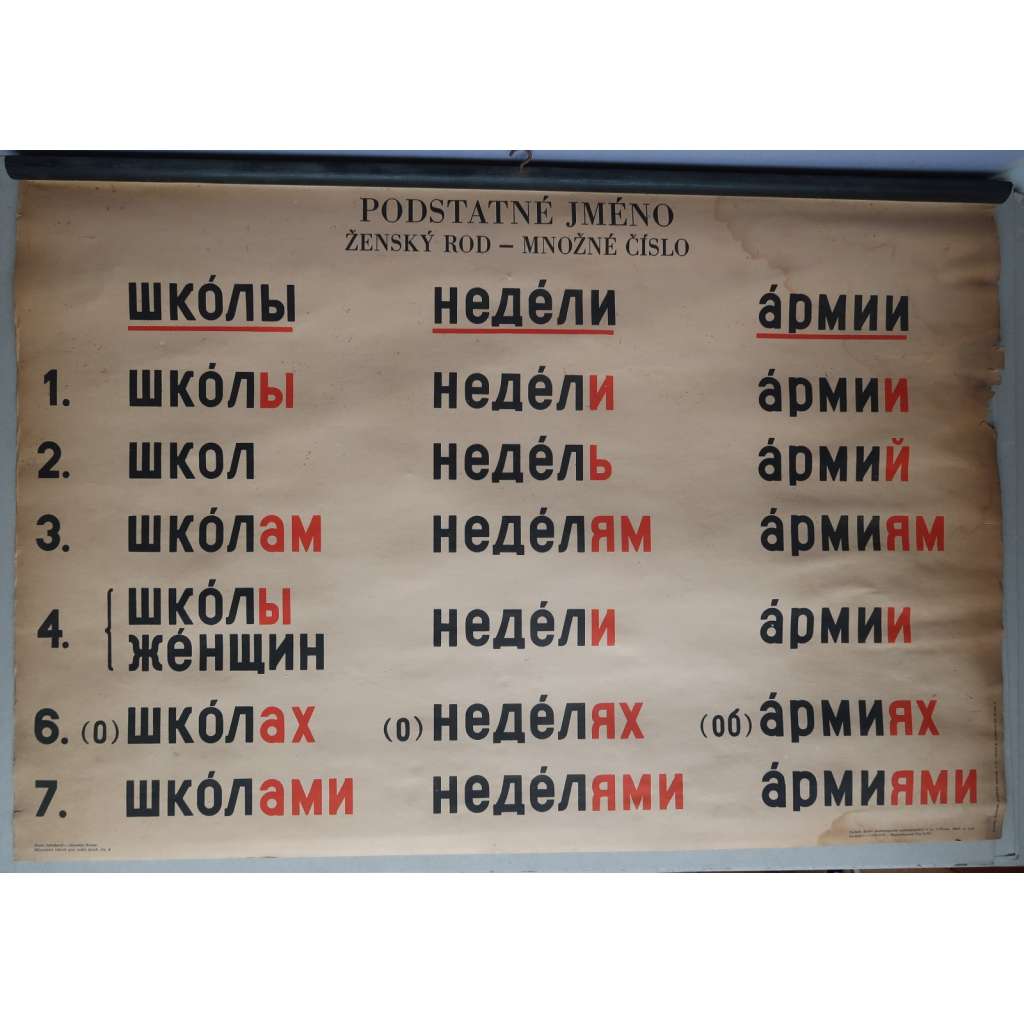 PODSTATNÉ JMÉNO
ŽENSKÝ ROD – MNOŽNÉ ČÍSLO
шко́лы неде́ли а́рмии
1. шко́лы неде́ли а́рмии
2. школ неде́ль а́рмий
3. шко́лам неде́лям а́рмиям
4. { шко́лы неде́ли а́рмии
же́нщин
6. (о) шко́лах (о) неде́лях (об) а́рмиях
7. шко́лами неде́лями а́рмиями